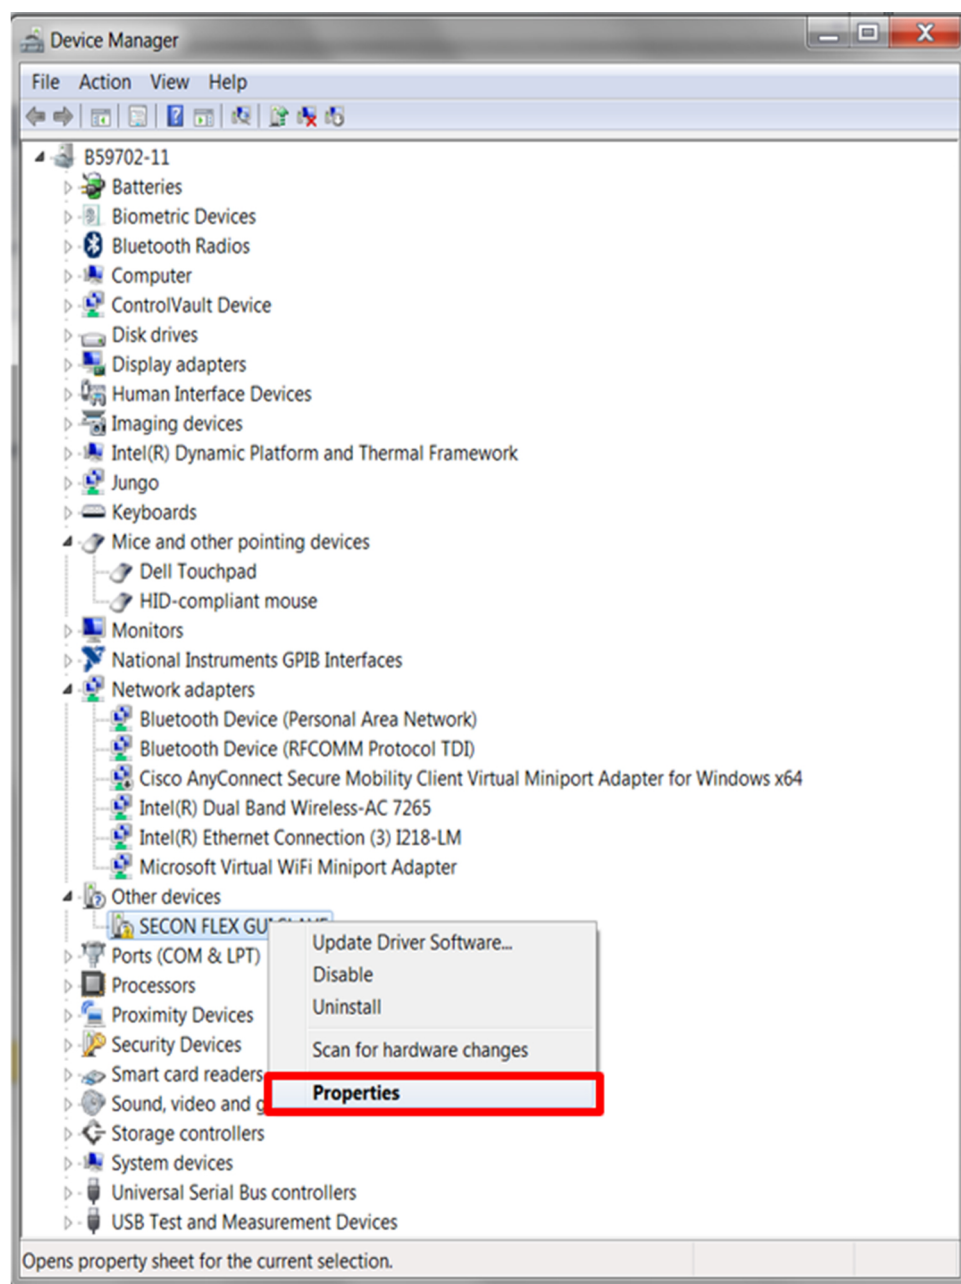 Device Manager
File Action View Help
B59702-11
Batteries
Biometric Devices
Bluetooth Radios
Computer
ControlVault Device
Disk drives
Display adapters
Human Interface Devices
Imaging devices
Intel(R) Dynamic Platform and Thermal Framework
Jungo
Keyboards
Mice and other pointing devices
Dell Touchpad
HID-compliant mouse
Monitors
National Instruments GPIB Interfaces
Network adapters
Bluetooth Device (Personal Area Network)
Bluetooth Device (RFCOMM Protocol TDI)
Cisco AnyConnect Secure Mobility Client Virtual Miniport Adapter for Windows x64
Intel(R) Dual Band Wireless-AC 7265
Intel(R) Ethernet Connection (3) I218-LM
Microsoft Virtual WiFi Miniport Adapter
Other devices
SECON FLEX GUI
Update Driver Software...
Disable
Uninstall
Scan for hardware changes
Properties
Ports (COM & LPT)
Processors
Proximity Devices
Security Devices
Smart card readers
Sound, video and g
Storage controllers
System devices
Universal Serial Bus controllers
USB Test and Measurement Devices
Opens property sheet for the current selection.